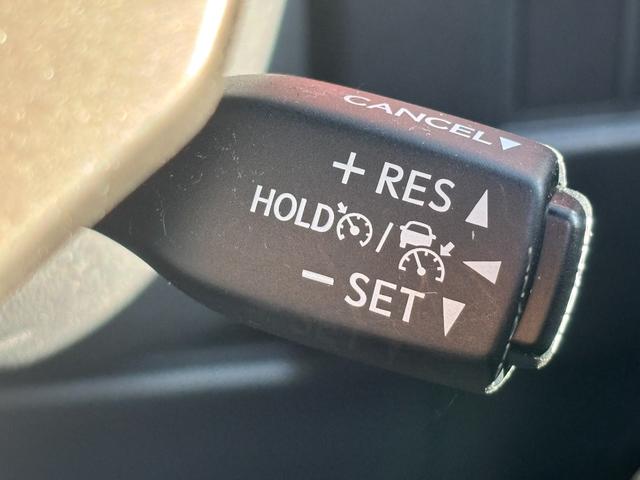 CANCEL
+ RES
HOLD /
− SET